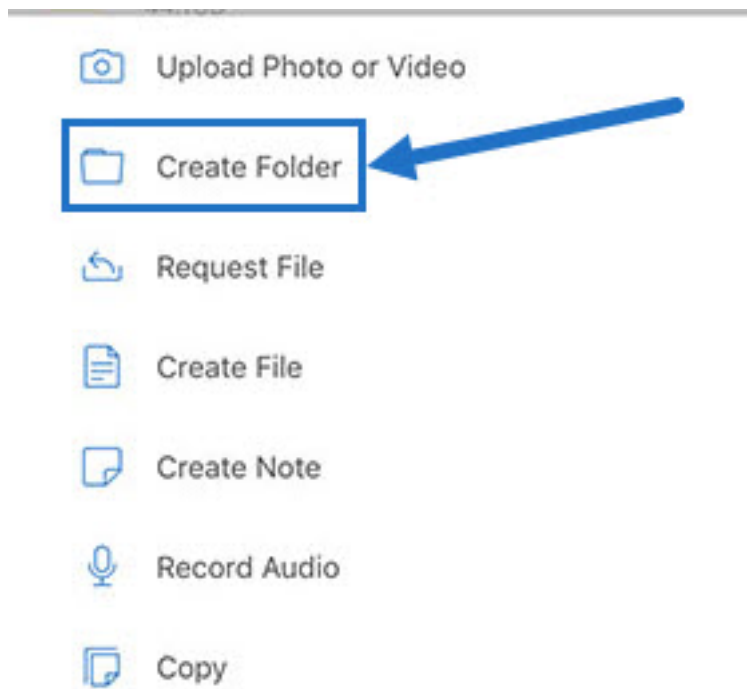 Upload Photo or Video
Create Folder
Request File
Create File
Create Note
Record Audio
Copy